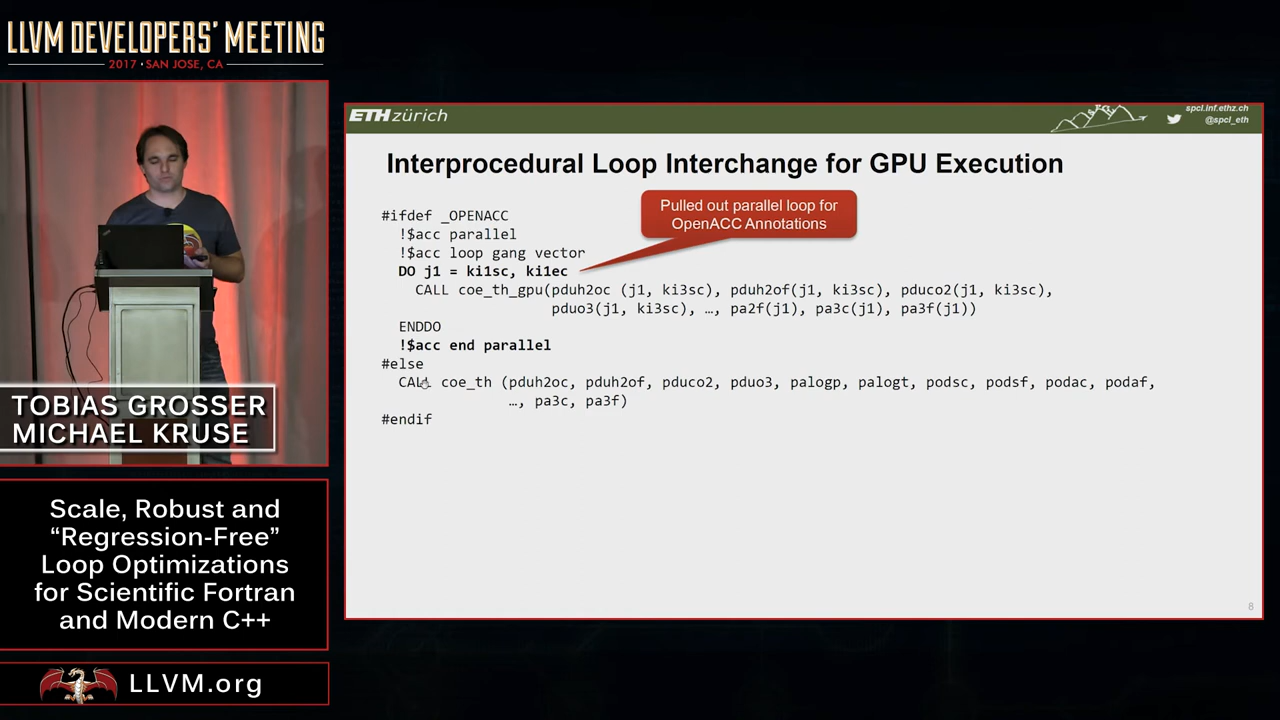 LLVM DEVELOPERS' MEETING
2017 · SAN JOSE, CA
TOBIAS GROSSER
MICHAEL KRUSE
Scale, Robust and
“Regression-Free”
Loop Optimizations
for Scientific Fortran
and Modern C++
LLVM.org
ETH zürich
spcl.inf.ethz.ch
@spcl_eth
Interprocedural Loop Interchange for GPU Execution
Pulled out parallel loop for
OpenACC Annotations
#ifdef _OPENACC
!$acc parallel
!$acc loop gang vector
DO j1 = ki1sc, ki1ec
CALL coe_th_gpu(pduh2oc (j1, ki3sc), pduh2of(j1, ki3sc), pduco2(j1, ki3sc),
pduo3(j1, ki3sc), …, pa2f(j1), pa3c(j1), pa3f(j1))
ENDDO
!$acc end parallel
#else
CALL coe_th (pduh2oc, pduh2of, pduco2, pduo3, palogp, palogt, podsc, podsf, podac, podaf,
…, pa3c, pa3f)
#endif
8